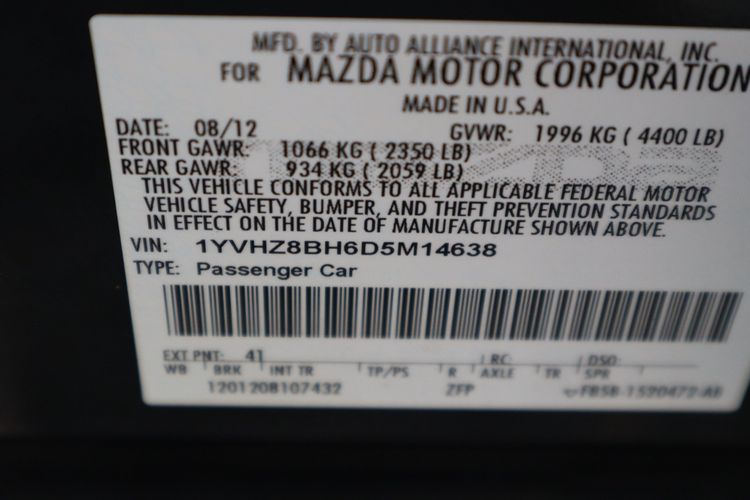 MFD. BY AUTO ALLIANCE INTERNATIONAL, INC.
FOR MAZDA MOTOR CORPORATION
MADE IN U.S.A.
DATE: 08/12 GVWR: 1996 KG ( 4400 LB)
FRONT GAWR: 1066 KG ( 2350 LB)
REAR GAWR: 934 KG ( 2059 LB)
THIS VEHICLE CONFORMS TO ALL APPLICABLE FEDERAL MOTOR
VEHICLE SAFETY, BUMPER, AND THEFT PREVENTION STANDARDS
IN EFFECT ON THE DATE OF MANUFACTURE SHOWN ABOVE.
VIN: 1YVHZ8BH6D5M14638
TYPE: Passenger Car
EXT PNT: 41 RC: DSO:
WB BRK INT TR TP/PS R AXLE TR SPR
1201208107432 ZFP